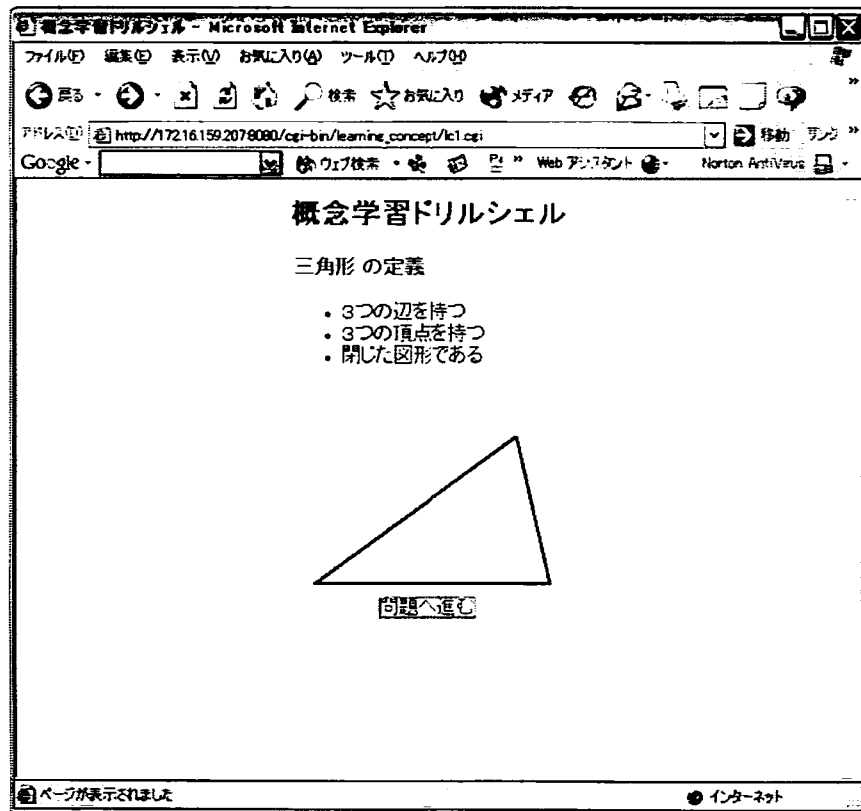 概念学習ドリルシェル - Microsoft Internet Explorer
ファイル(F) 編集(E) 表示(V) お気に入り(A) ツール(T) ヘルプ(H)
戻る 検索 お気に入り メディア »
アドレス(D) http://172.16.159.207:8080/cgi-bin/learning_concept/lc1.cgi 移動 リンク »
Google ウェブ検索 » Web アシスタント Norton AntiVirus
概念学習ドリルシェル
三角形 の定義
• 3つの辺を持つ
• 3つの頂点を持つ
• 閉じた図形である
問題へ進む
ページが表示されました インターネット